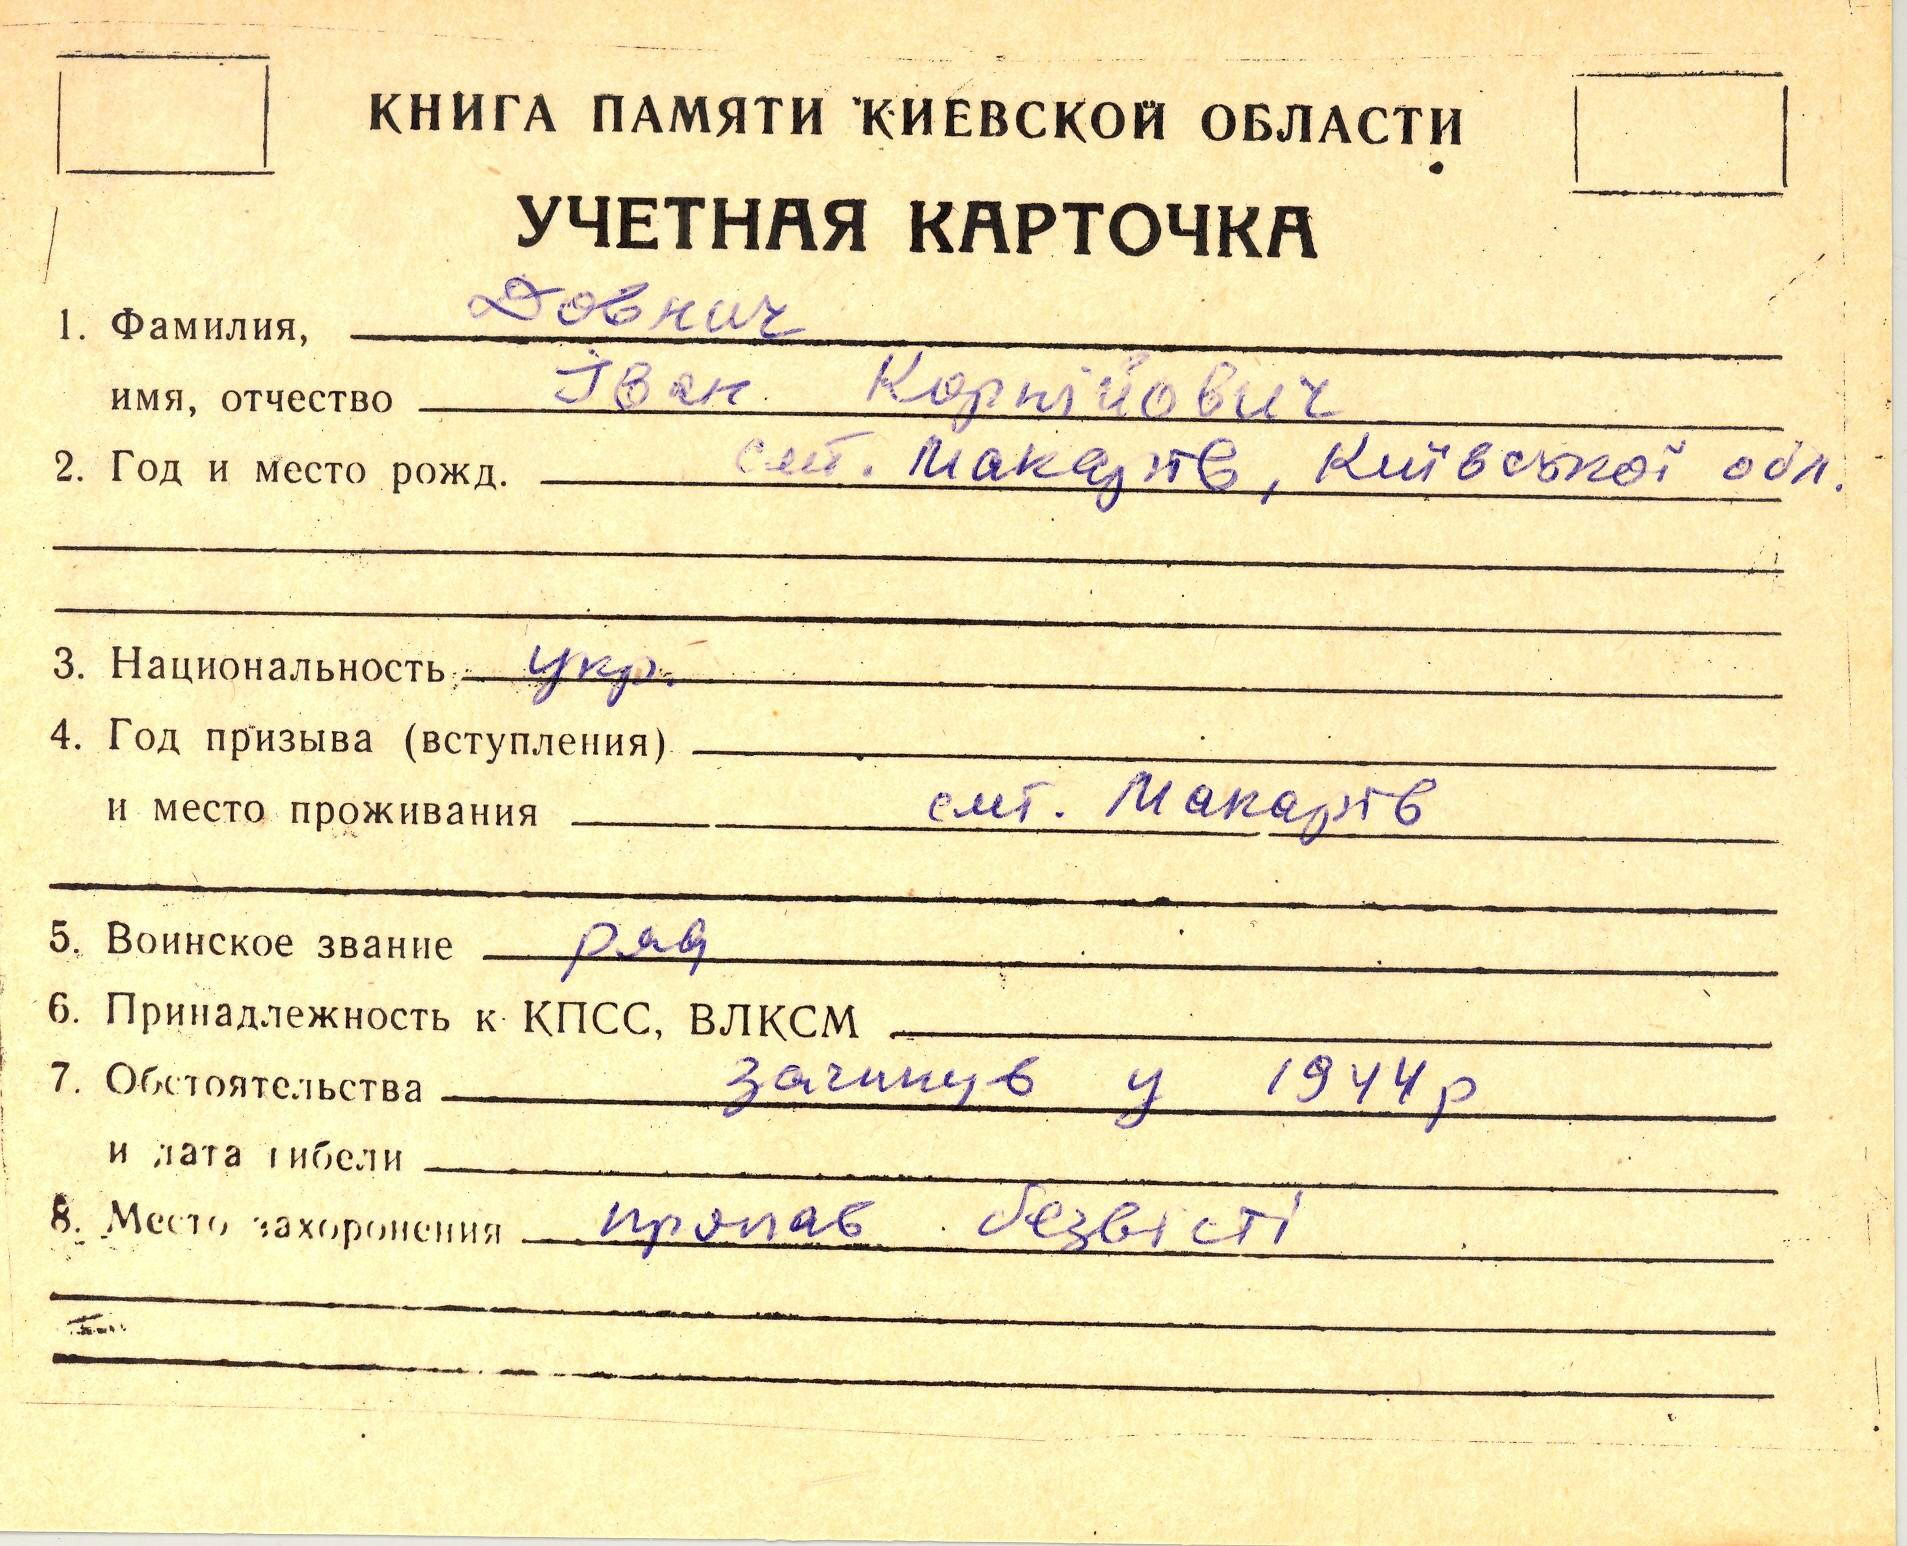 КНИГА ПАМЯТИ КИЕВСКОЙ ОБЛАСТИ
УЧЕТНАЯ КАРТОЧКА
1. Фамилия, Довнич
имя, отчество Іван Корнійович
2. Год и место рожд. смт. Макарів, Київської обл.
3. Национальность укр.
4. Год призыва (вступления)
и место проживания смт. Макарів
5. Воинское звание ряд
6. Принадлежность к КПСС, ВЛКСМ
7. Обстоятельства загинув у 1944р
и дата гибели
8. Место захоронения пропав безвісті